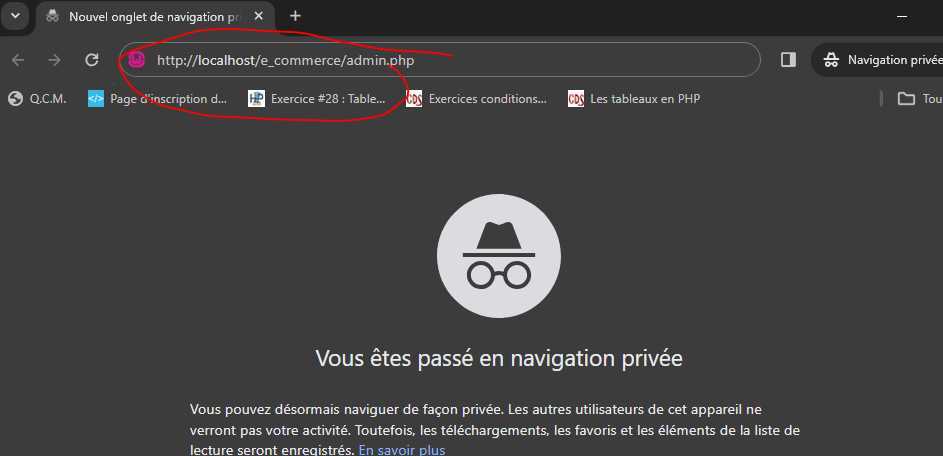 Nouvel onglet de navigation pri
http://localhost/e_commerce/admin.php
Navigation privée
Q.C.M.
</> Page d'inscription d...
HP Exercice #28 : Table...
CDS Exercices conditions...
CDS Les tableaux en PHP
Tou
Vous êtes passé en navigation privée
Vous pouvez désormais naviguer de façon privée. Les autres utilisateurs de cet appareil ne
verront pas votre activité. Toutefois, les téléchargements, les favoris et les éléments de la liste de
lecture seront enregistrés. En savoir plus